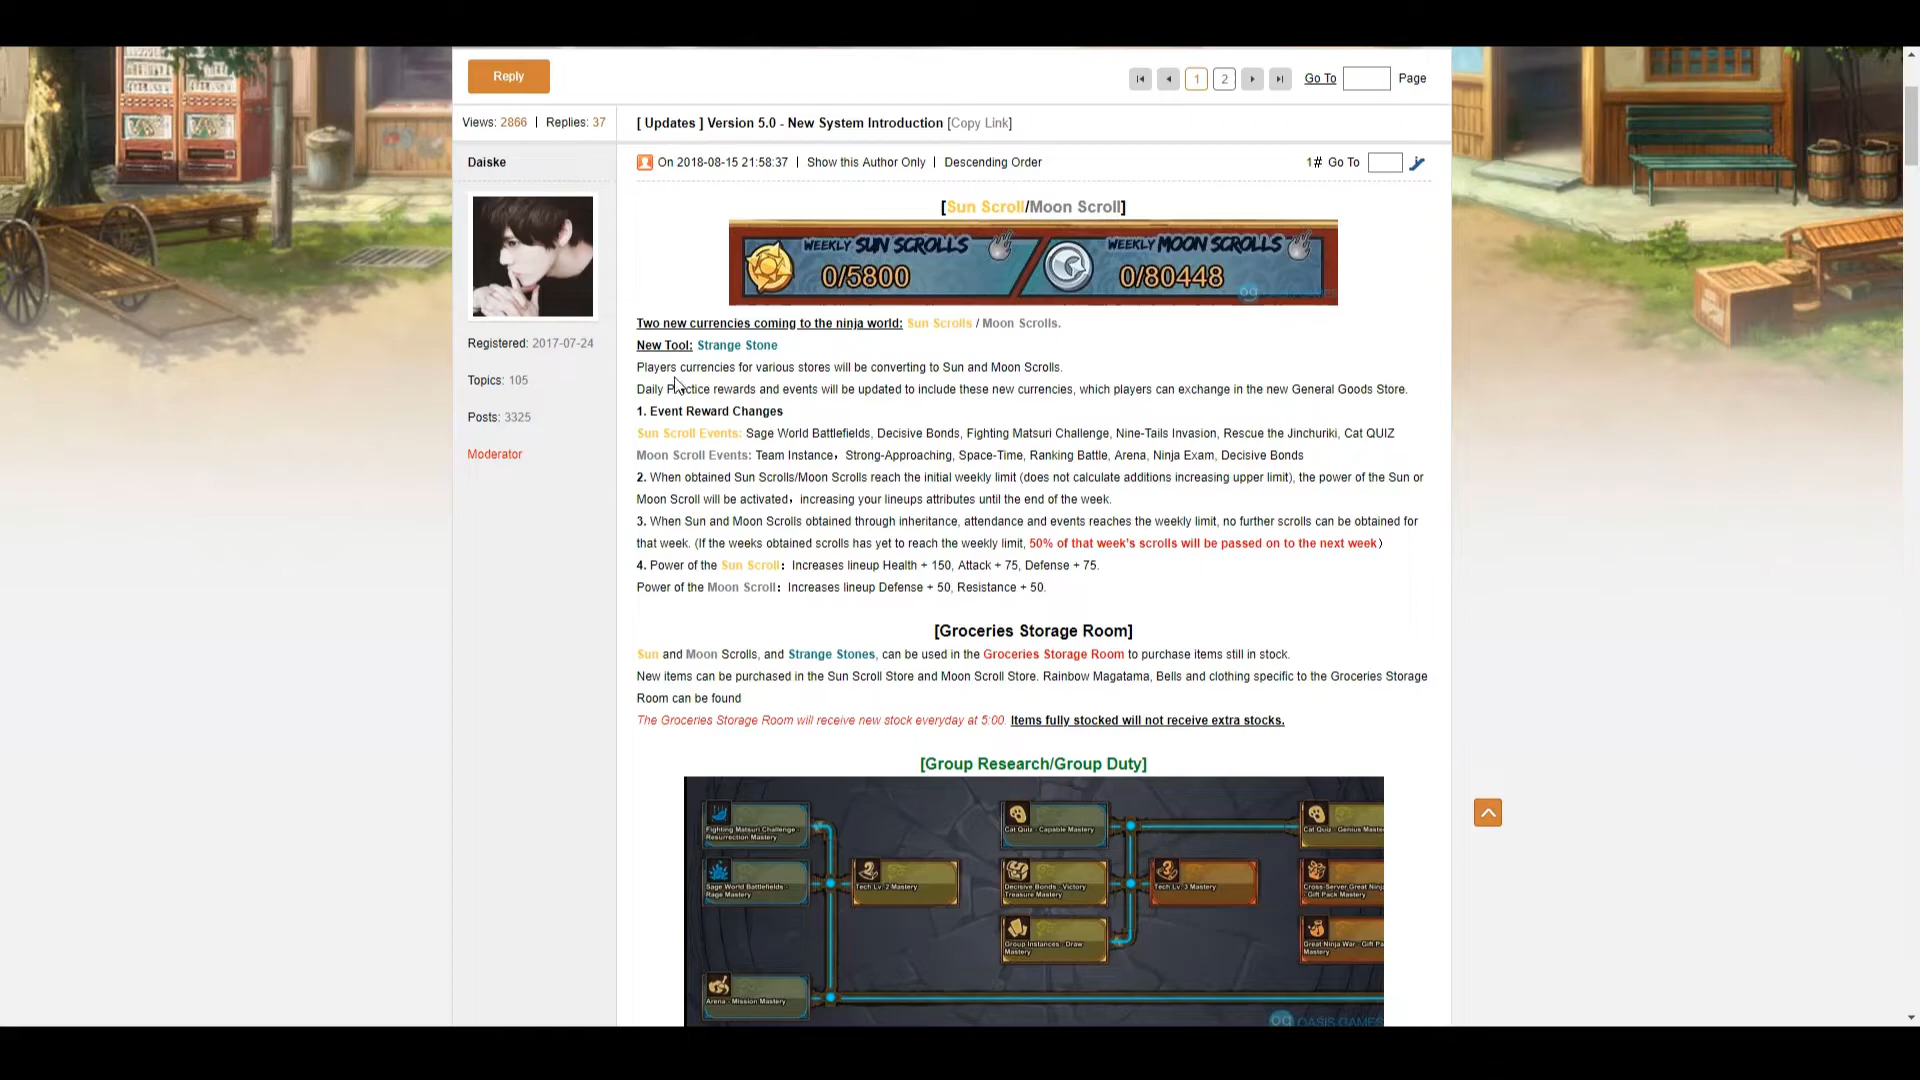 Reply
1
2
Go To
Page
Views: 2866 | Replies: 37
[ Updates ] Version 5.0 - New System Introduction [Copy Link]
Daiske
On 2018-08-15 21:58:37 | Show this Author Only | Descending Order
1# Go To
[Sun Scroll/Moon Scroll]
WEEKLY SUN SCROLLS
0/5800
WEEKLY MOON SCROLLS
0/80448
Registered: 2017-07-24
Topics: 105
Posts: 3325
Moderator
Two new currencies coming to the ninja world: Sun Scrolls / Moon Scrolls.
New Tool: Strange Stone
Players currencies for various stores will be converting to Sun and Moon Scrolls.
Daily Practice rewards and events will be updated to include these new currencies, which players can exchange in the new General Goods Store.
1. Event Reward Changes
Sun Scroll Events: Sage World Battlefields, Decisive Bonds, Fighting Matsuri Challenge, Nine-Tails Invasion, Rescue the Jinchuriki, Cat QUIZ
Moon Scroll Events: Team Instance，Strong-Approaching, Space-Time, Ranking Battle, Arena, Ninja Exam, Decisive Bonds
2. When obtained Sun Scrolls/Moon Scrolls reach the initial weekly limit (does not calculate additions increasing upper limit), the power of the Sun or
Moon Scroll will be activated，increasing your lineups attributes until the end of the week.
3. When Sun and Moon Scrolls obtained through inheritance, attendance and events reaches the weekly limit, no further scrolls can be obtained for
that week. (If the weeks obtained scrolls has yet to reach the weekly limit, 50% of that week's scrolls will be passed on to the next week）
4. Power of the Sun Scroll：Increases lineup Health + 150, Attack + 75, Defense + 75.
Power of the Moon Scroll：Increases lineup Defense + 50, Resistance + 50.
[Groceries Storage Room]
Sun and Moon Scrolls, and Strange Stones, can be used in the Groceries Storage Room to purchase items still in stock.
New items can be purchased in the Sun Scroll Store and Moon Scroll Store. Rainbow Magatama, Bells and clothing specific to the Groceries Storage
Room can be found
The Groceries Storage Room will receive new stock everyday at 5:00. Items fully stocked will not receive extra stocks.
[Group Research/Group Duty]
Fighting Matsuri Challenge -
Resurrection Mastery
Cat Quiz - Capable Mastery
Cat Quiz - Genius Maste
Sage World Battlefields -
Rage Mastery
Tech Lv. 2 Mastery
Decisive Bonds - Victory
Treasure Mastery
Tech Lv. 3 Mastery
Cross-Server Great Ninj
Gift Pack Mastery
Group Instances - Draw
Mastery
Great Ninja War - Gift Pa
Mastery
Arena - Mission Mastery
OASIS GAMES